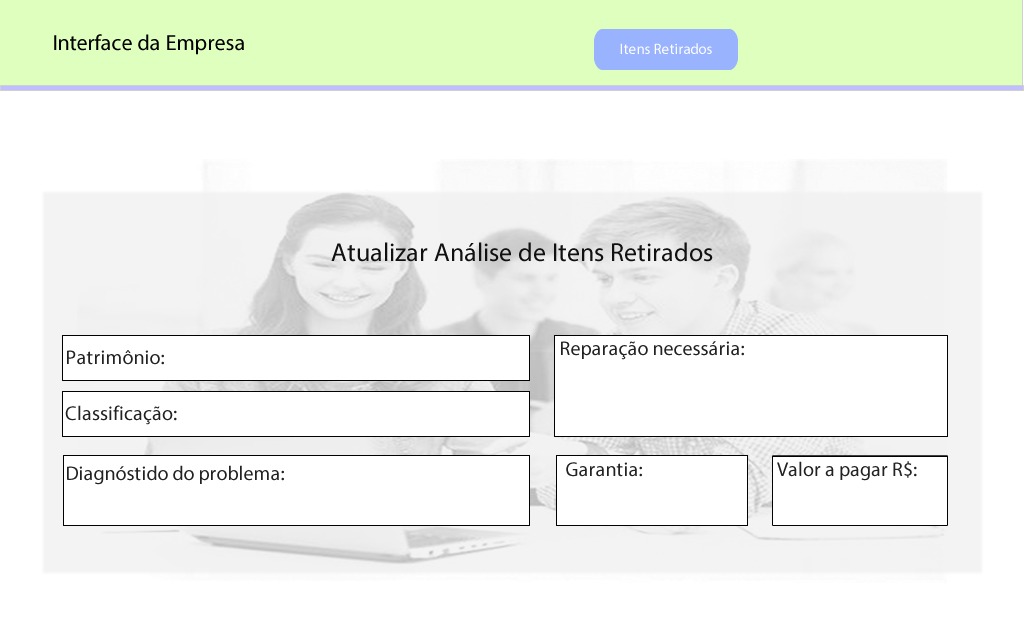 Interface da Empresa
Itens Retirados
Atualizar Análise de Itens Retirados
Patrimônio:
Reparação necessária:
Classificação:
Diagnóstido do problema:
Garantia:
Valor a pagar R$: